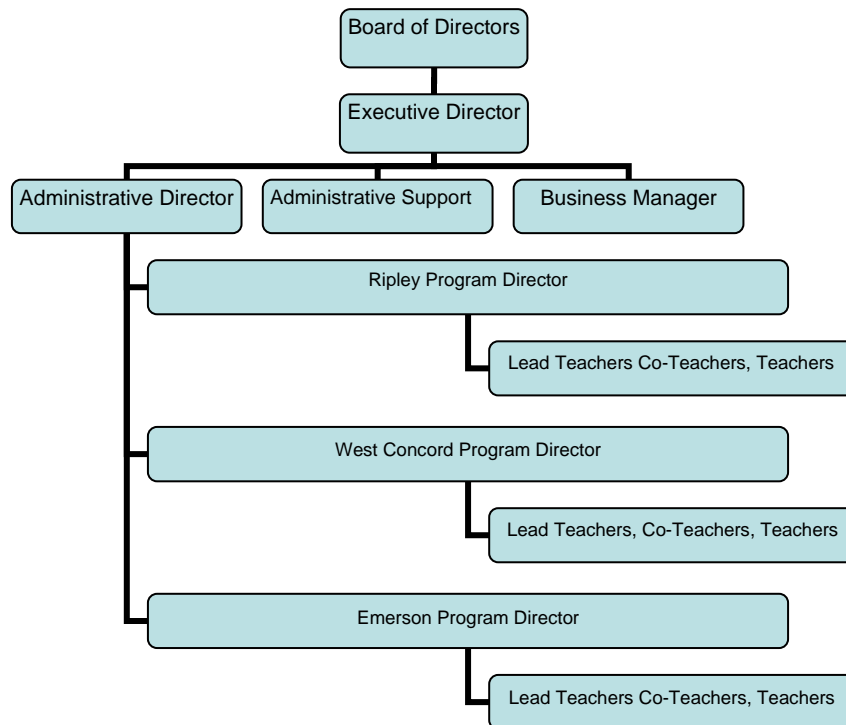 Board of Directors
Executive Director
Administrative Director
Administrative Support
Business Manager
Ripley Program Director
Lead Teachers Co-Teachers, Teachers
West Concord Program Director
Lead Teachers, Co-Teachers, Teachers
Emerson Program Director
Lead Teachers Co-Teachers, Teachers